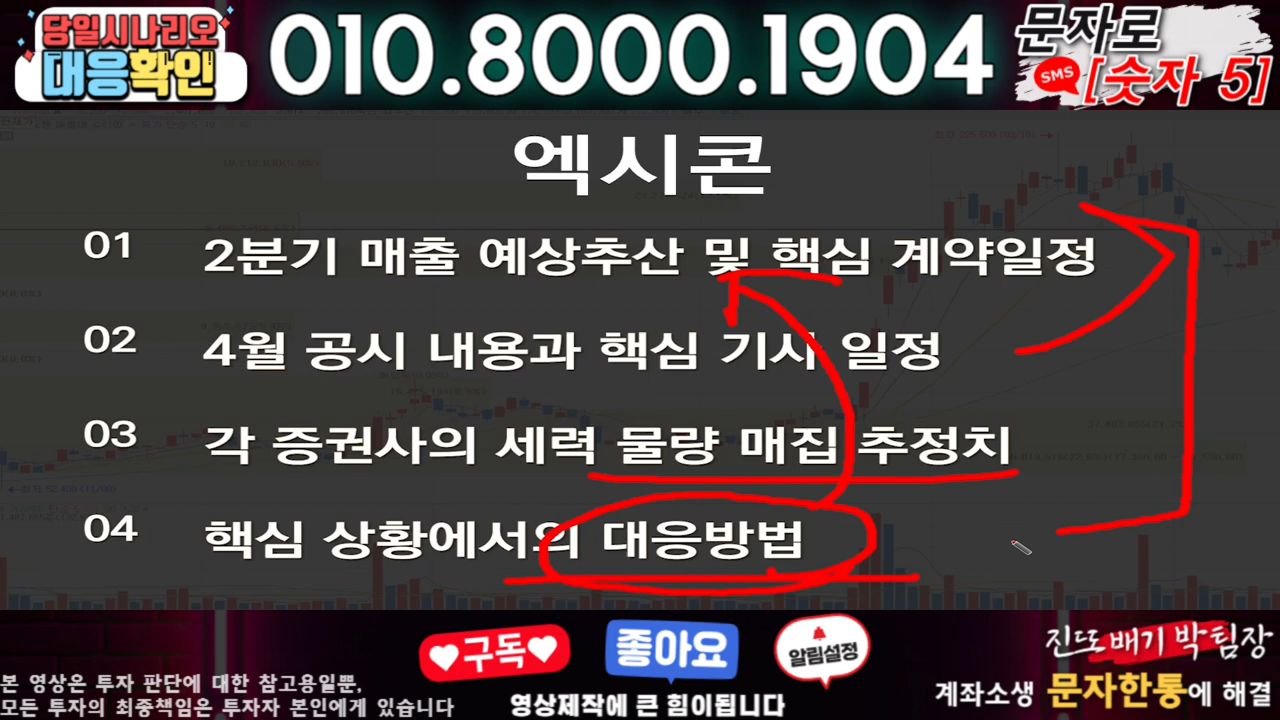 당일시나리오
대응확인
010.8000.1904
문자로
SMS [숫자 5]
엑시콘
01 2분기 매출 예상추산 및 핵심 계약일정
02 4월 공시 내용과 핵심 기사 일정
03 각 증권사의 세력 물량 매집 추정치
04 핵심 상황에서의 대응방법
구독
좋아요
알림설정
영상제작에 큰 힘이됩니다
본 영상은 투자 판단에 대한 참고용일뿐,
모든 투자의 최종책임은 투자자 본인에게 있습니다
진또배기 박팀장
계좌소생 문자한통에 해결